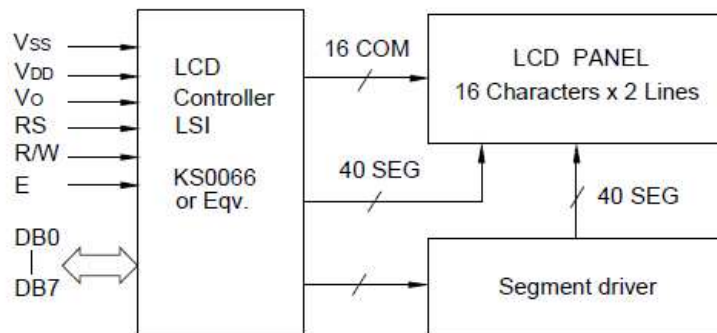 VSS
VDD
VO
RS
R/W
E
DB0
DB7
LCD
Controller
LSI
KS0066
or Eqv.
16 COM
40 SEG
LCD PANEL
16 Characters x 2 Lines
40 SEG
Segment driver